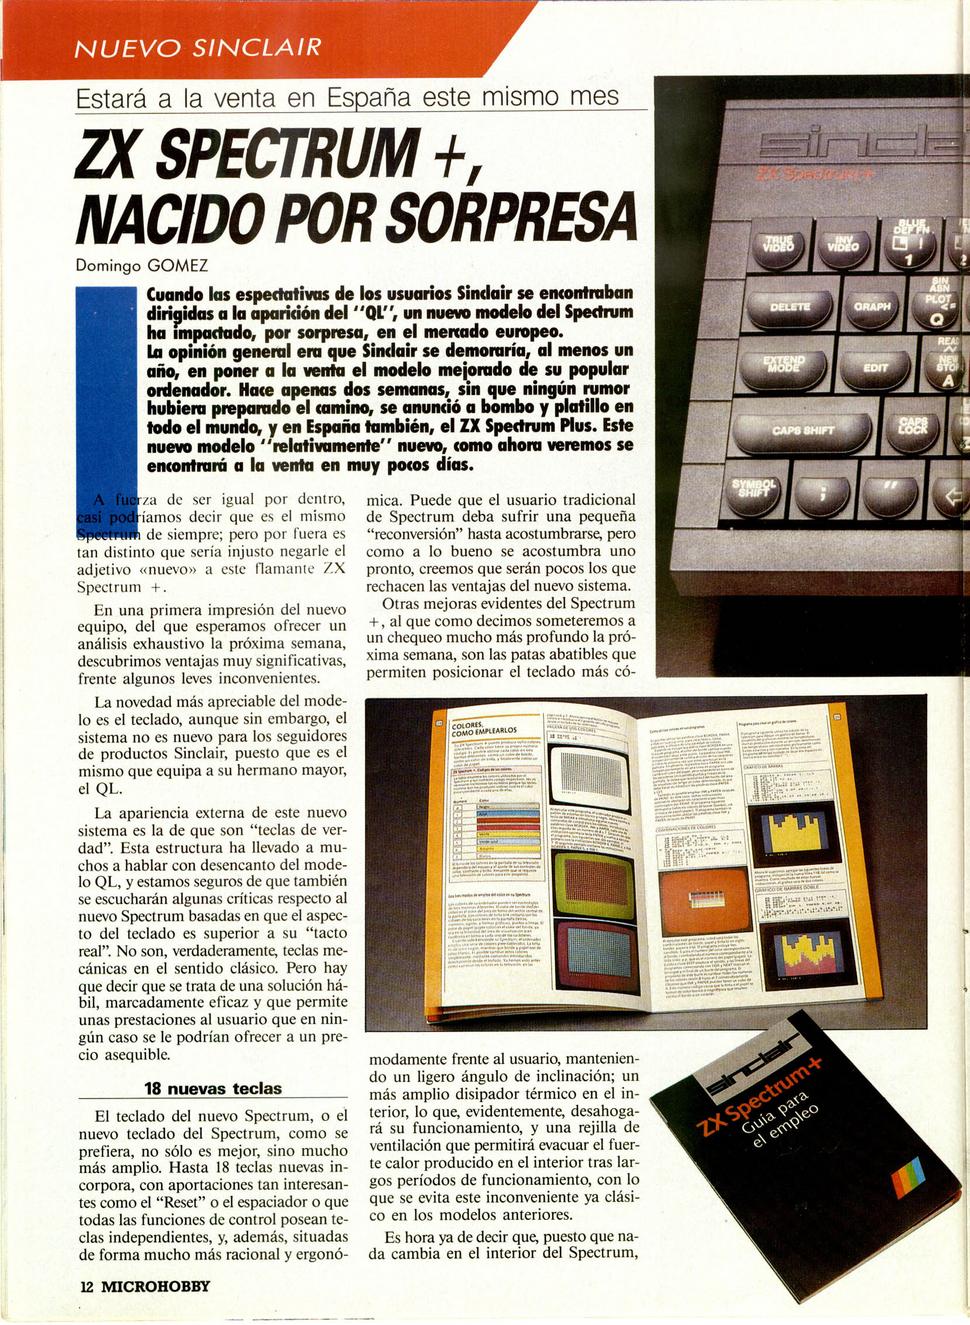 NUEVO SINCLAIR
Estará a la venta en España este mismo mes
ZX SPECTRUM +,
NACIDO POR SORPRESA
Domingo GOMEZ
Cuando las espectativas de los usuarios Sinclair se encontraban
dirigidas a la aparición del "QL", un nuevo modelo del Spectrum
ha impactado, por sorpresa, en el mercado europeo.
La opinión general era que Sinclair se demoraría, al menos un
año, en poner a la venta el modelo mejorado de su popular
ordenador. Hace apenas dos semanas, sin que ningún rumor
hubiera preparado el camino, se anunció a bombo y platillo en
todo el mundo, y en España también, el ZX Spectrum Plus. Este
nuevo modelo "relativamente" nuevo, como ahora veremos se
encontrará a la venta en muy pocos días.
A fuerza de ser igual por dentro,
casi podríamos decir que es el mismo
Spectrum de siempre; pero por fuera es
tan distinto que sería injusto negarle el
adjetivo «nuevo» a este flamante ZX
Spectrum +.
En una primera impresión del nuevo
equipo, del que esperamos ofrecer un
análisis exhaustivo la próxima semana,
descubrimos ventajas muy significativas,
frente algunos leves inconvenientes.
La novedad más apreciable del mode-
lo es el teclado, aunque sin embargo, el
sistema no es nuevo para los seguidores
de productos Sinclair, puesto que es el
mismo que equipa a su hermano mayor,
el QL.
La apariencia externa de este nuevo
sistema es la de que son "teclas de ver-
dad". Esta estructura ha llevado a mu-
chos a hablar con desencanto del mode-
lo QL, y estamos seguros de que también
se escucharán algunas críticas respecto al
nuevo Spectrum basadas en que el aspec-
to del teclado es superior a su "tacto
real". No son, verdaderamente, teclas me-
cánicas en el sentido clásico. Pero hay
que decir que se trata de una solución há-
bil, marcadamente eficaz y que permite
unas prestaciones al usuario que en nin-
gún caso se le podrían ofrecer a un pre-
cio asequible.
18 nuevas teclas
El teclado del nuevo Spectrum, o el
nuevo teclado del Spectrum, como se
prefiera, no sólo es mejor, sino mucho
más amplio. Hasta 18 teclas nuevas in-
corpora, con aportaciones tan interesan-
tes como el "Reset" o el espaciador o que
todas las funciones de control posean te-
clas independientes, y, además, situadas
de forma mucho más racional y ergonó-
mica. Puede que el usuario tradicional
de Spectrum deba sufrir una pequeña
"reconversión" hasta acostumbrarse, pero
como a lo bueno se acostumbra uno
pronto, creemos que serán pocos los que
rechacen las ventajas del nuevo sistema.
Otras mejoras evidentes del Spectrum
+, al que como decimos someteremos a
un chequeo mucho más profundo la pró-
xima semana, son las patas abatibles que
permiten posicionar el teclado más có-
modamente frente al usuario, mantenien-
do un ligero ángulo de inclinación; un
más amplio disipador térmico en el in-
terior, lo que, evidentemente, desahoga-
rá su funcionamiento, y una rejilla de
ventilación que permitirá evacuar el fuer-
te calor producido en el interior tras lar-
gos períodos de funcionamiento, con lo
que se evita este inconveniente ya clási-
co en los modelos anteriores.
Es hora ya de decir que, puesto que na-
da cambia en el interior del Spectrum,
sinclair
ZX Spectrum+
TRUE
VIDEO
INV
VIDEO
BLUE
DEF FN
!
1
DELETE
GRAPH
SIN
ASN
PLOT
<=
Q
EXTEND
MODE
EDIT
A
CAPS SHIFT
CAPS
LOCK
SYMBOL
SHIFT
;
"
COLORES,
COMO EMPLEARLOS
COMBINACIONES DE COLORES
GRAFICO DE BARRAS
GRAFICO DE BARRAS DOBLE
sinclair
ZX Spectrum+
Guía para
el empleo
12 MICROHOBBY